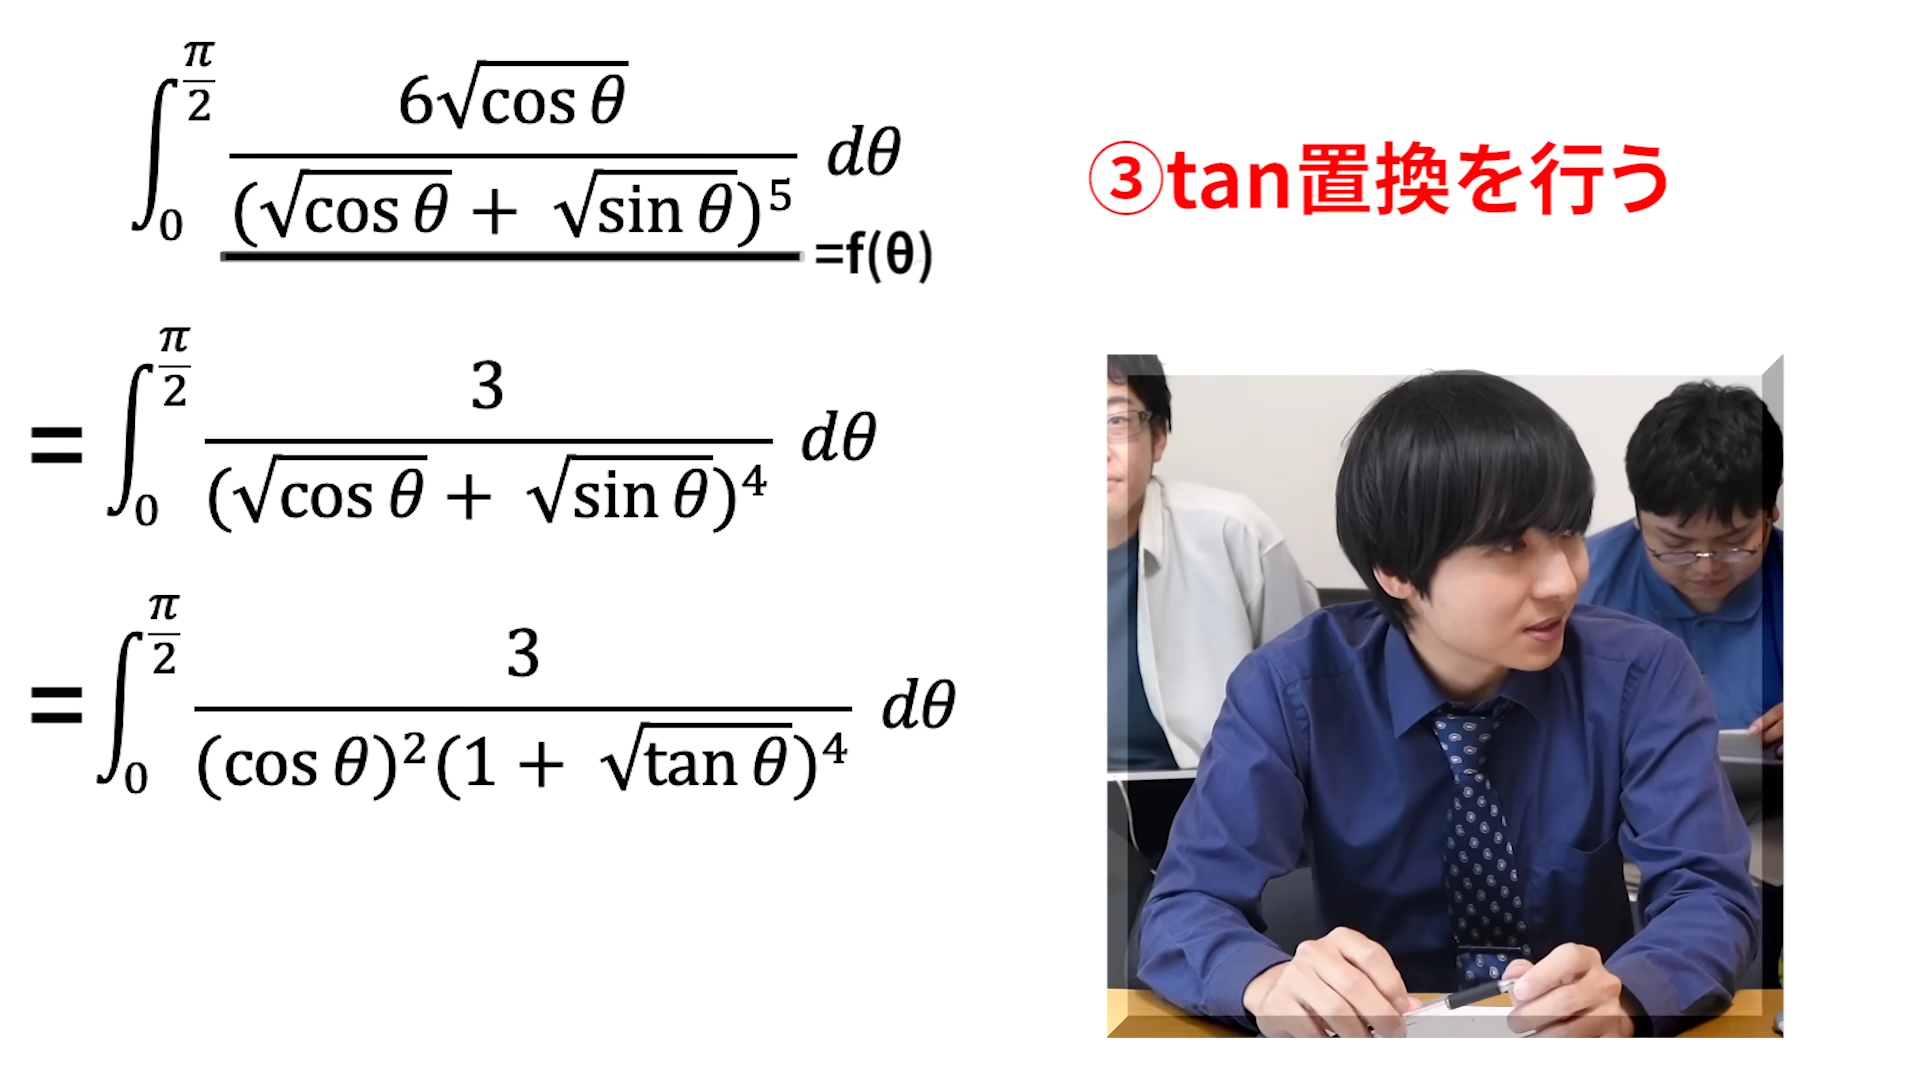 ∫₀^{π/2} 6√(cos θ) / (√(cos θ) + √(sin θ))⁵ dθ
=f(θ)
③tan置換を行う
= ∫₀^{π/2} 3 / (√(cos θ) + √(sin θ))⁴ dθ
= ∫₀^{π/2} 3 / (cos θ)²(1 + √(tan θ))⁴ dθ